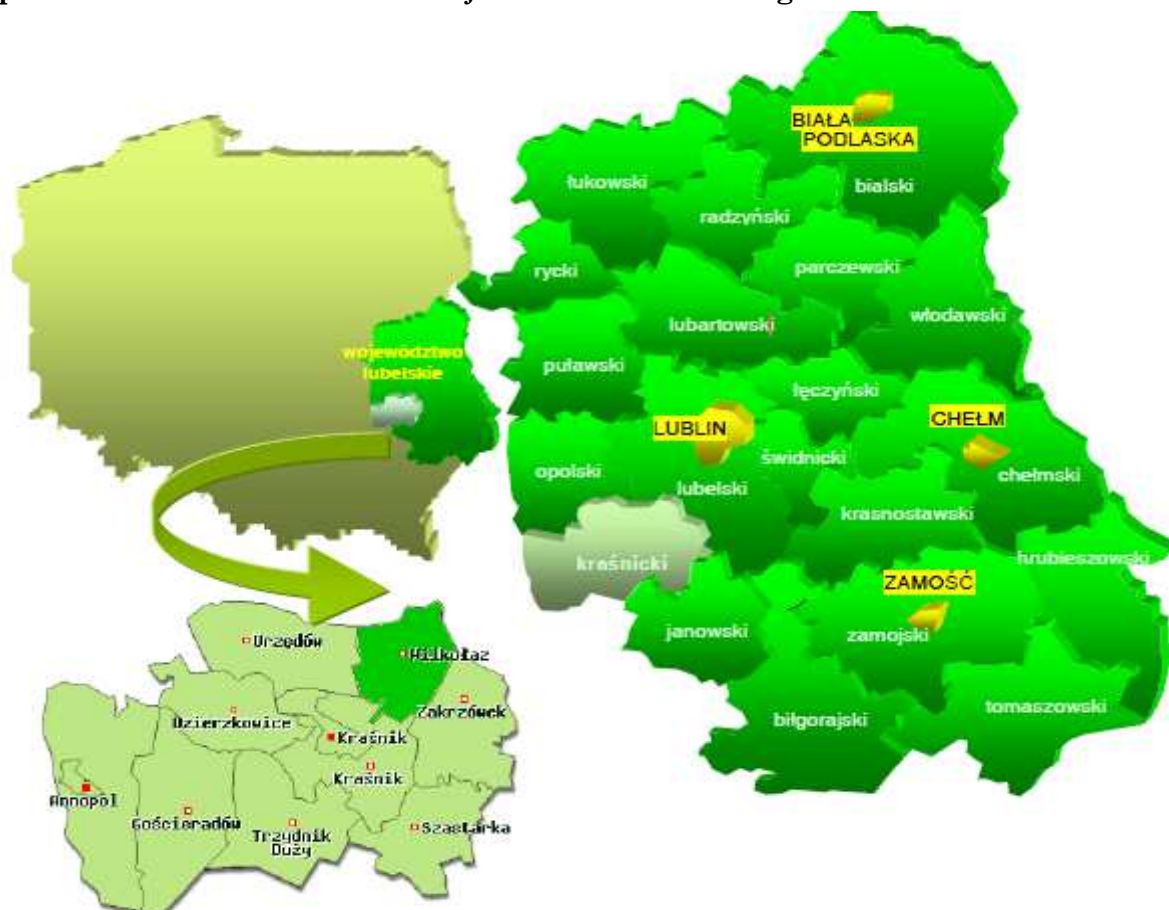 BIAŁA
PODLASKA
bialski
łukowski
radzyński
rycki
parczewski
włodawski
lubartowski
województwo
lubelskie
puławski
łęczyński
LUBLIN
CHEŁM
opolski
świdnicki
lubelski
chełmski
krasnostawski
kraśnicki
hrubieszowski
ZAMOŚĆ
janowski
zamojski
biłgorajski
tomaszowski
Urzędów
Wilkołaz
Zakrzówek
Dzierzkowice
Kraśnik
Kraśnik
Annopol
Gościeradów
Trzydnik
Duży
Szastarka